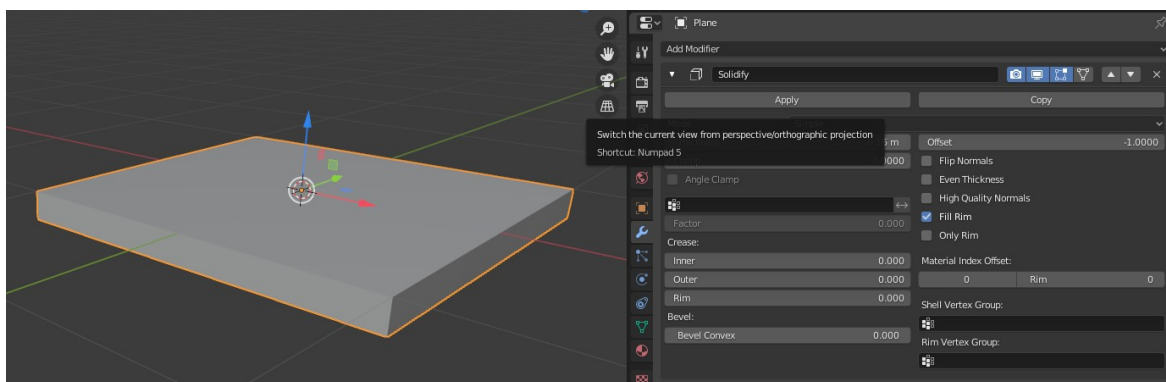 Plane
Add Modifier
Solidify
Apply Copy
Switch the current view from perspective/orthographic projection
Shortcut: Numpad 5
m Offset -1.0000
0000 Flip Normals
Angle Clamp Even Thickness
High Quality Normals
Factor 0.000 Fill Rim
Crease: Only Rim
Inner 0.000 Material Index Offset:
Outer 0.000 0 Rim 0
Rim 0.000 Shell Vertex Group:
Bevel:
Bevel Convex 0.000 Rim Vertex Group: